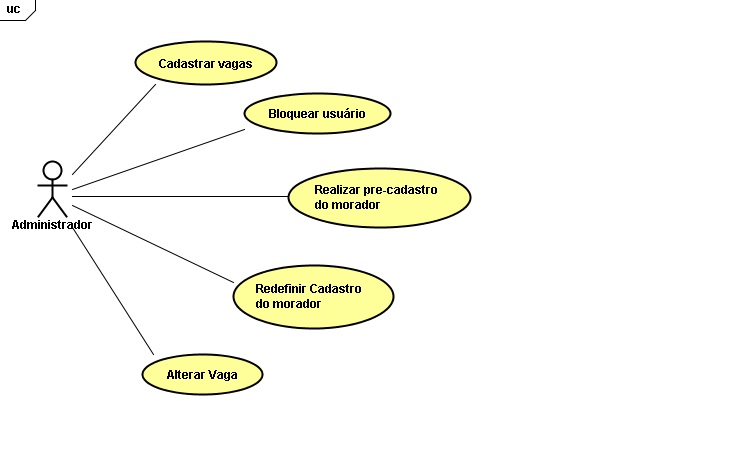 uc
Cadastrar vagas
Bloquear usuário
Realizar pre-cadastro
do morador
Administrador
Redefinir Cadastro
do morador
Alterar Vaga